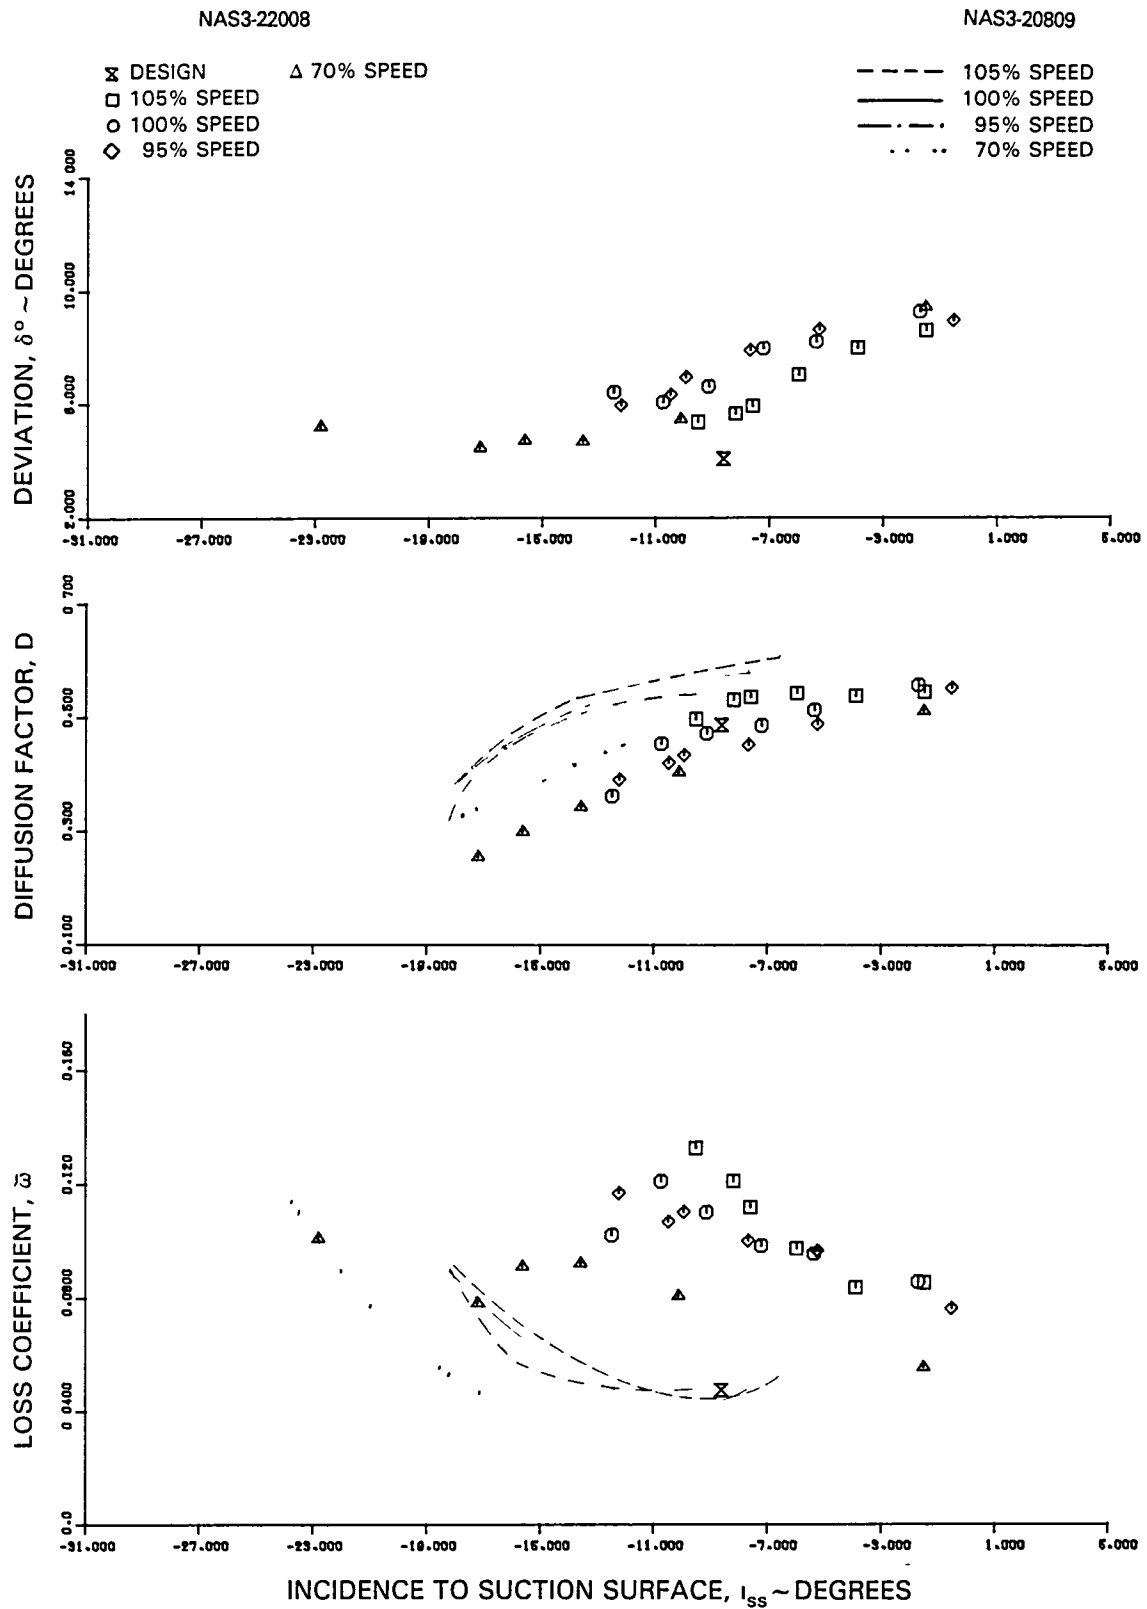 NAS3-22008
NAS3-20809
DESIGN
70% SPEED
105% SPEED
100% SPEED
95% SPEED
105% SPEED
100% SPEED
95% SPEED
70% SPEED
DEVIATION, δ° ~ DEGREES
14.000
10.000
6.000
2.000
-31.000 -27.000 -23.000 -19.000 -15.000 -11.000 -7.000 -3.000 1.000 5.000
DIFFUSION FACTOR, D
0.700
0.500
0.300
0.100
-31.000 -27.000 -23.000 -19.000 -15.000 -11.000 -7.000 -3.000 1.000 5.000
LOSS COEFFICIENT, ω̄
0.160
0.120
0.0800
0.0400
0.0
-31.000 -27.000 -23.000 -19.000 -15.000 -11.000 -7.000 -3.000 1.000 5.000
INCIDENCE TO SUCTION SURFACE, ιss ~ DEGREES